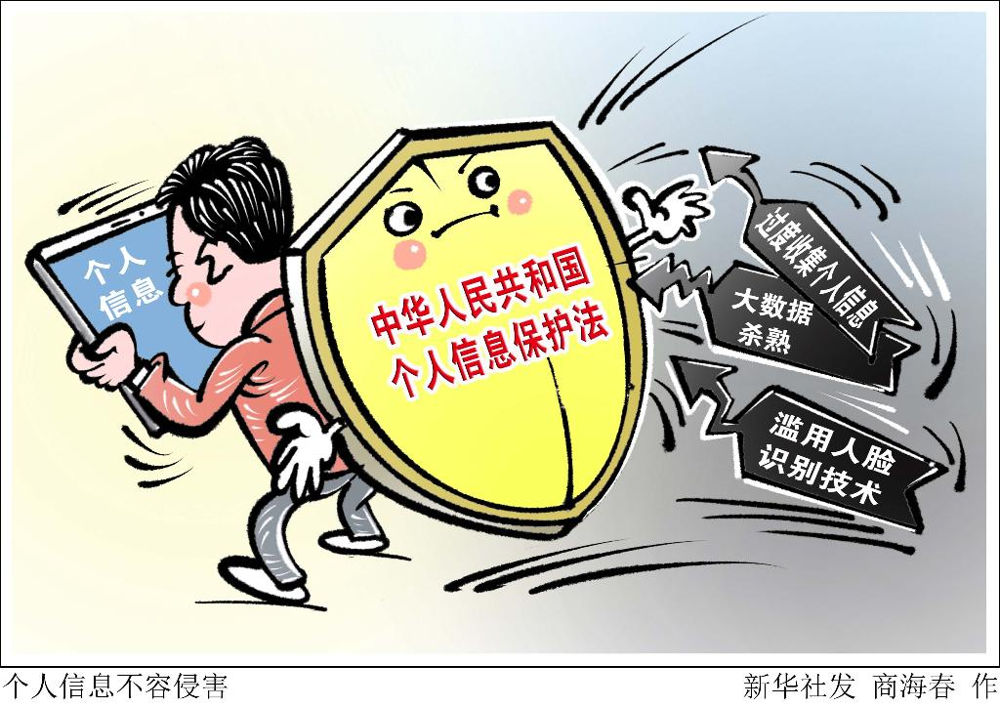 个人
信息
中华人民共和国
个人信息保护法
过度收集个人信息
大数据
杀熟
滥用人脸
识别技术
个人信息不容侵害
新华社发 商海春 作